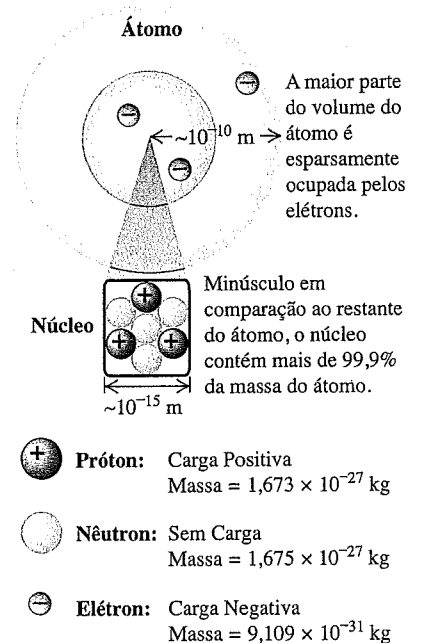 Átomo
A maior parte
do volume do
~10⁻¹⁰ m
átomo é
esparsamente
ocupada pelos
elétrons.
Núcleo
Minúsculo em
comparação ao restante
do átomo, o núcleo
contém mais de 99,9%
da massa do átomo.
~10⁻¹⁵ m
Próton: Carga Positiva
Massa = 1,673 × 10⁻²⁷ kg
Nêutron: Sem Carga
Massa = 1,675 × 10⁻²⁷ kg
Elétron: Carga Negativa
Massa = 9,109 × 10⁻³¹ kg